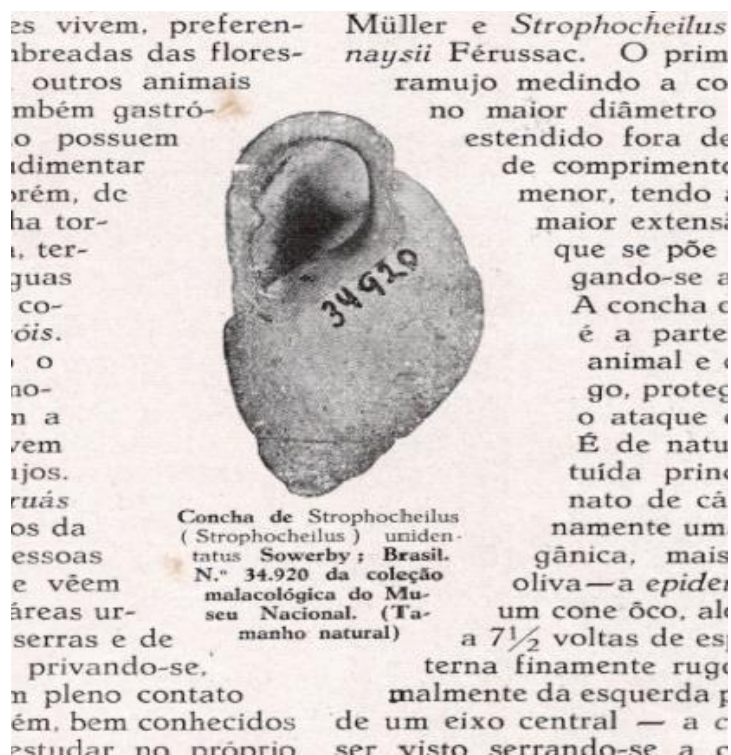 es vivem, preferen-
mbreadas das flores-
outros animais
mbém gastró-
o possuem
udimentar
orém, de
ha tor-
, ter-
guas
co-
óis.
o
no-
m a
vem
ujos.
ruás
os da
essoas
e vêem
áreas ur-
serras e de
privando-se,
m pleno contato
ém, bem conhecidos
estudar no próprio
34920
Concha de Strophocheilus
(Strophocheilus) uniden-
tatus Sowerby; Brasil.
N.º 34.920 da coleção
malacológica do Mu-
seu Nacional. (Ta-
manho natural)
Müller e Strophocheilus
naysii Férussac. O prim
ramujo medindo a co
no maior diâmetro
estendido fora de
de comprimento
menor, tendo a
maior extensã
que se põe
gando-se a
A concha d
é a parte
animal e
go, proteg
o ataque
É de natu
tuída princ
nato de cá
namente um
gânica, mais
oliva—a epider
um cone ôco, alo
a 7½ voltas de esp
terna finamente rugo
malmente da esquerda p
de um eixo central — a c
ser visto serrando-se a c